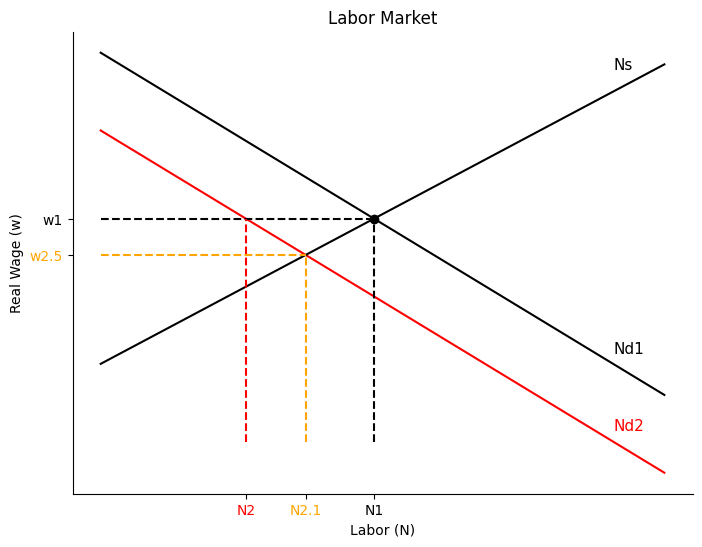 Labor Market
Ns
Real Wage (w)
w1
w2.5
Nd1
Nd2
N2
N2.1
N1
Labor (N)